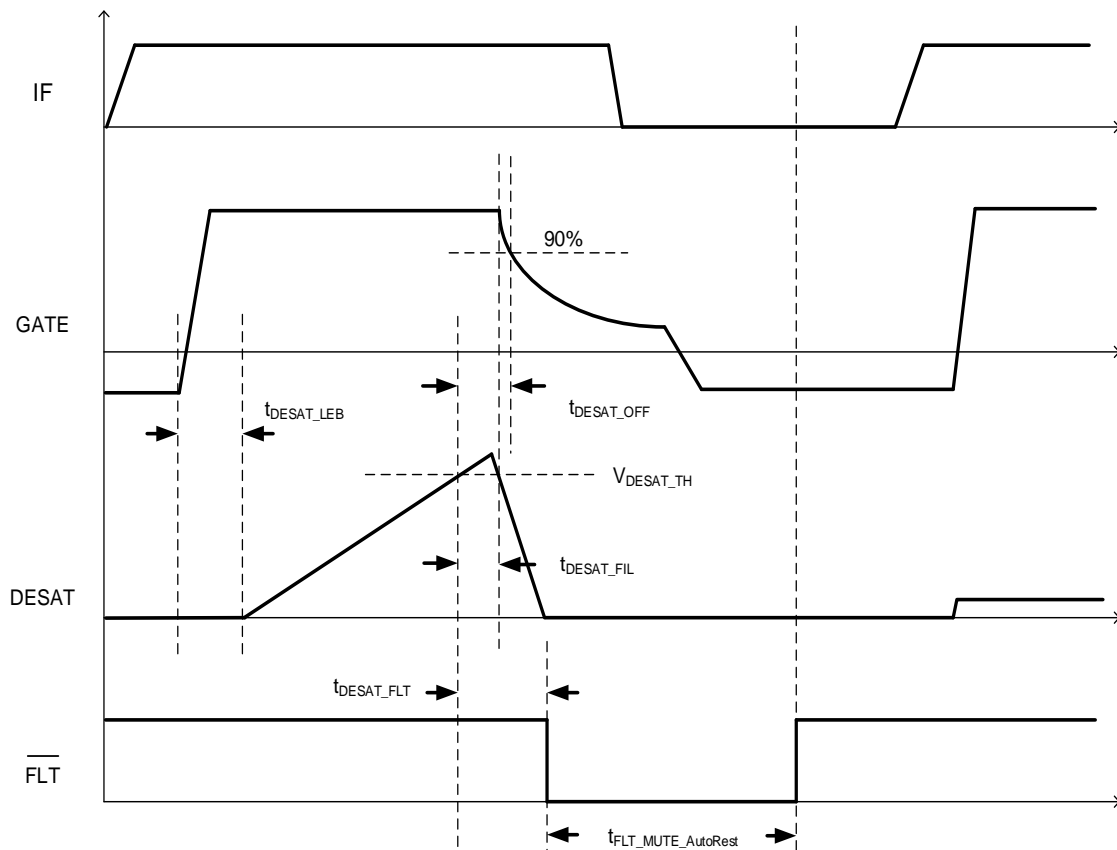 IF
90%
GATE
tDESAT_LEB
tDESAT_OFF
VDESAT_TH
tDESAT_FIL
DESAT
tDESAT_FLT
FLT
tFLT_MUTE_AutoRest